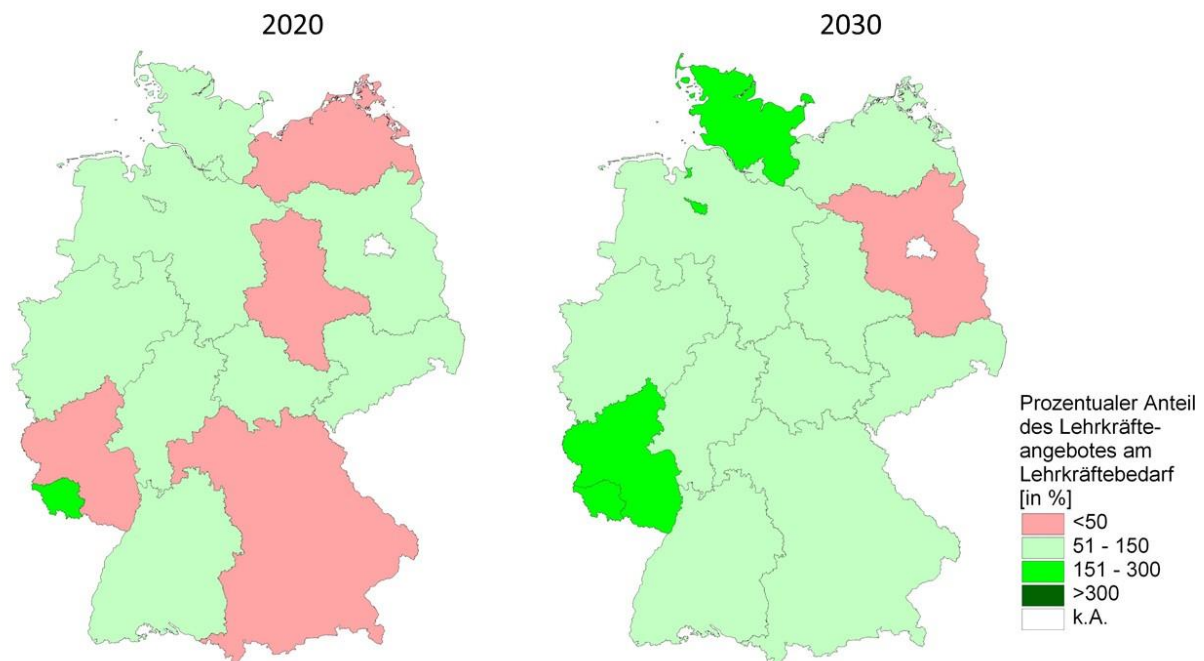 2020
2030
Prozentualer Anteil
des Lehrkräfte-
angebotes am
Lehrkräftebedarf
[in %]
<50
51 - 150
151 - 300
>300
k.A.